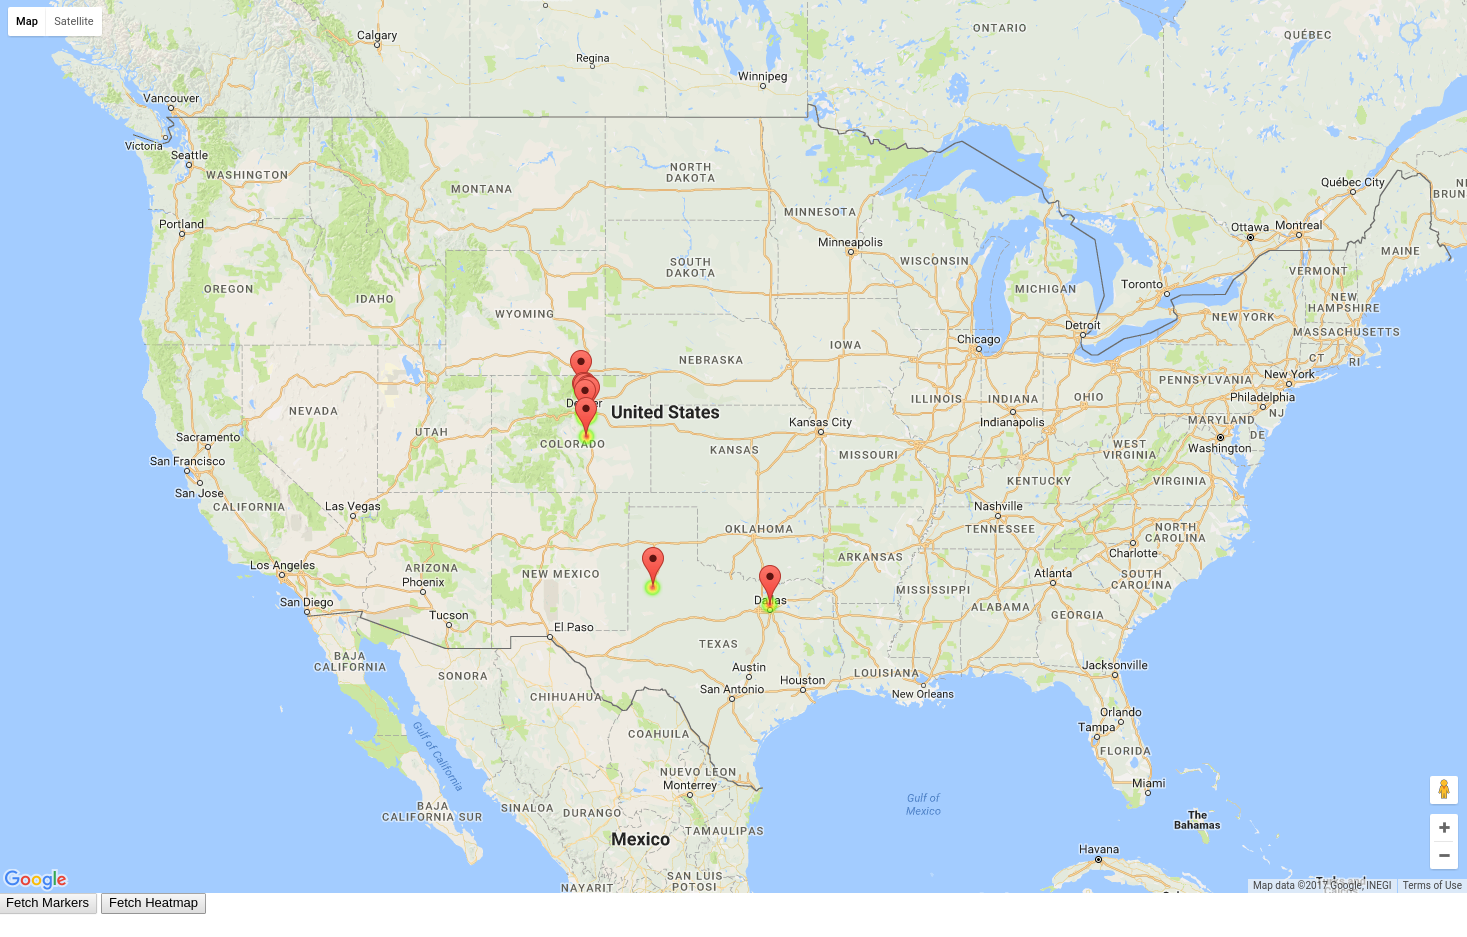 Map Satellite
Calgary
ONTARIO
QUÉBEC
Regina
Winnipeg
Vancouver
Victoria
Seattle
WASHINGTON
NORTH
DAKOTA
MONTANA
Québec City
MINNESOTA
Portland
Ottawa Montreal
Minneapolis
MAINE
WISCONSIN
SOUTH
DAKOTA
VERMONT
OREGON
IDAHO
MICHIGAN
Toronto
NEW
HAMPSHIRE
WYOMING
NEW YORK
Detroit
MASSACHUSETTS
Chicago
IOWA
NEBRASKA
CT RI
New York
PENNSYLVANIA
ILLINOIS INDIANA OHIO
Philadelphia
NEVADA
United States
NJ
Kansas City
Indianapolis
MARYLAND
DE
UTAH
Sacramento
COLORADO
KANSAS
MISSOURI
WEST
VIRGINIA
Washington
San Francisco
KENTUCKY
VIRGINIA
San Jose
CALIFORNIA
Las Vegas
Nashville
TENNESSEE
OKLAHOMA
NORTH
CAROLINA
Charlotte
ARKANSAS
Los Angeles
ARIZONA
NEW MEXICO
Phoenix
Atlanta
SOUTH
CAROLINA
MISSISSIPPI
San Diego
Tucson
ALABAMA
GEORGIA
El Paso
TEXAS
BAJA
CALIFORNIA
SONORA
Austin
Houston
LOUISIANA
Jacksonville
San Antonio
New Orleans
CHIHUAHUA
Orlando
Tampa
Gulf of California
COAHUILA
FLORIDA
NUEVO LEON
Monterrey
Miami
BAJA
CALIFORNIA SUR
SINALOA
DURANGO
Gulf of
Mexico
The
Bahamas
Mexico
TAMAULIPAS
Havana
SAN LUIS
POTOSI
NAYARIT
Google
Map data ©2017 Google, INEGI Terms of Use
Fetch Markers Fetch Heatmap